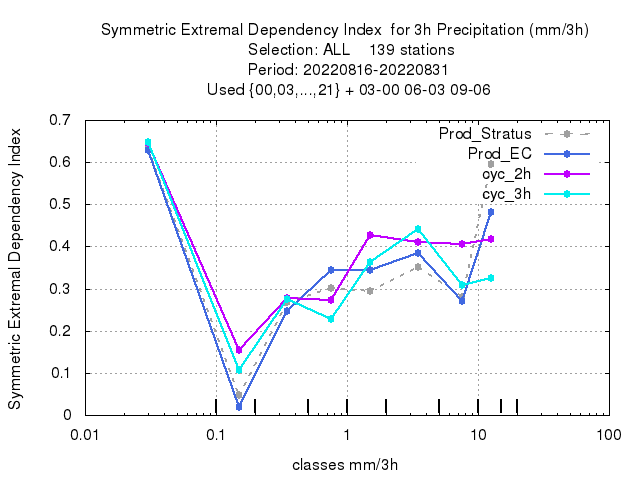 Symmetric Extremal Dependency Index  for 3h Precipitation (mm/3h)
Selection: ALL    139 stations
Period: 20220816-20220831
Used {00,03,...,21} + 03-00 06-03 09-06
Symmetric Extremal Dependency Index
0.7
0.6
0.5
0.4
0.3
0.2
0.1
0
Prod_Stratus
Prod_EC
cyc_2h
cyc_3h
0.01
0.1
1
10
100
classes mm/3h